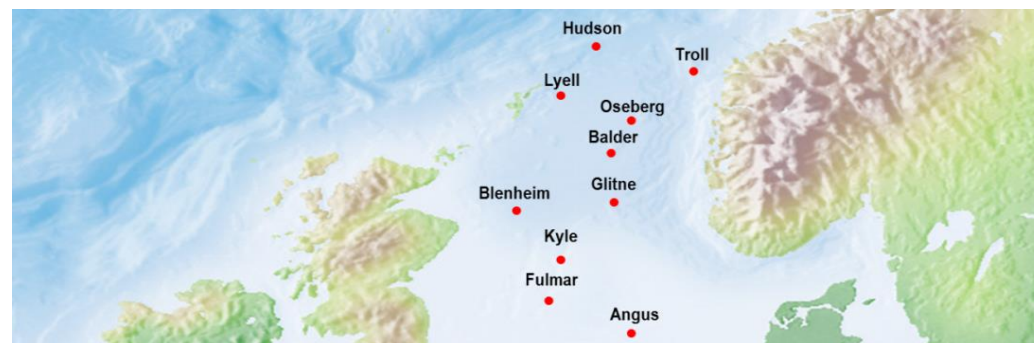 Hudson
Troll
Lyell
Oseberg
Balder
Glitne
Blenheim
Kyle
Fulmar
Angus